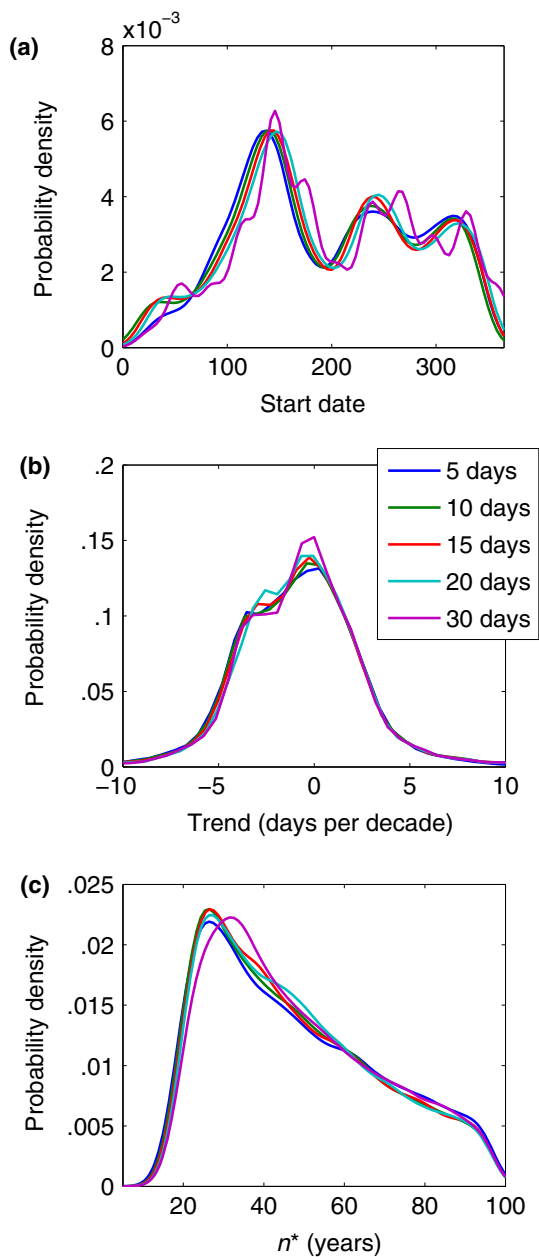 (a)
×10−3
8
6
4
2
0
0 100 200 300
Probability density
Start date
(b)
.2
.15
.1
.05
0
−10 −5 0 5 10
Probability density
Trend (days per decade)
5 days
10 days
15 days
20 days
30 days
(c)
.025
.02
.015
.01
.005
0
20 40 60 80 100
Probability density
n* (years)